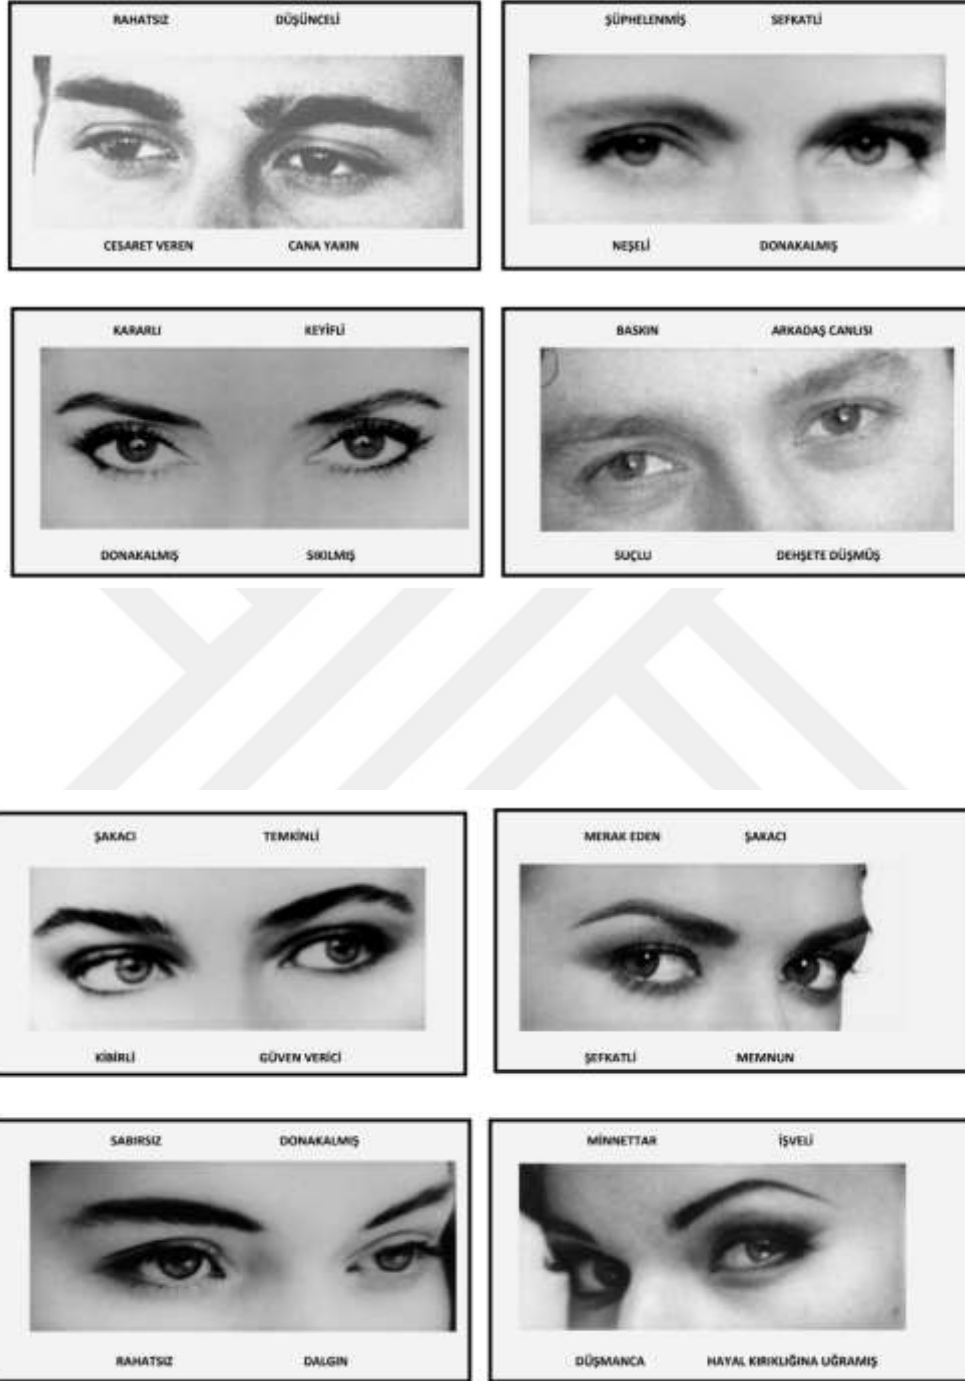 RAHATSIZ DÜŞÜNCELİ
CESARET VEREN CANA YAKIN
ŞÜPHELENMİŞ SEFKATLİ
NEŞELİ DONAKALMIŞ
KARARLI KEYİFLİ
DONAKALMIŞ SIKILMIŞ
BASKIN ARKADAŞ CANLISI
SUÇLU DEHŞETE DÜŞMÜŞ
ŞAKACI TEMKİNLİ
KİBİRLİ GÜVEN VERİCİ
MERAK EDEN ŞAKACI
ŞEFKATLİ MEMNUN
SABIRSIZ DONAKALMIŞ
RAHATSIZ DALGIN
MİNNETTAR İŞVELİ
DÜŞMANCA HAYAL KIRIKLIĞINA UĞRAMIŞ